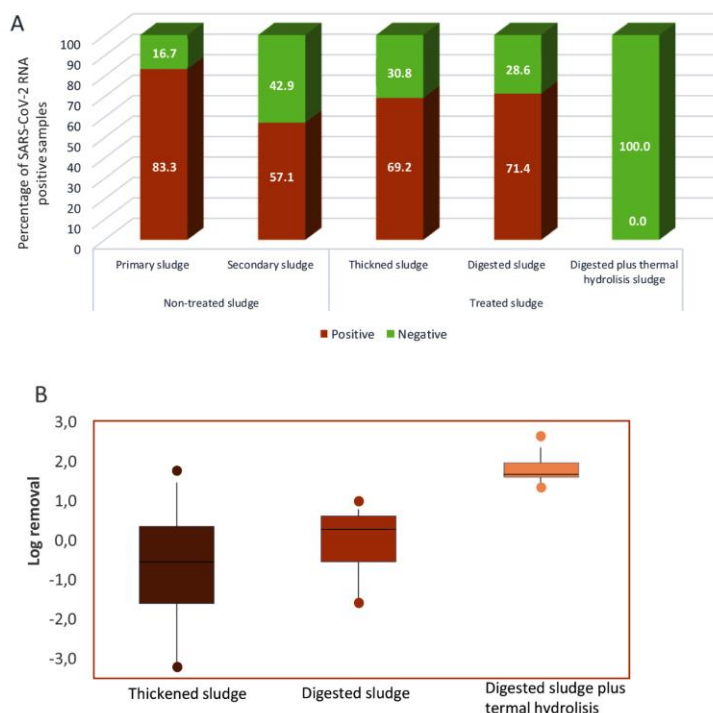 A
Percentage of SARS-CoV-2 RNA
positive samples
100
90
80
70
60
50
40
30
20
10
0
16.7
83.3
42.9
57.1
30.8
69.2
28.6
71.4
100.0
0.0
Primary sludge
Secondary sludge
Thickned sludge
Digested sludge
Digested plus thermal
hydrolisis sludge
Non-treated sludge
Treated sludge
Positive
Negative
B
Log removal
3,0
2,0
1,0
0,0
-1,0
-2,0
-3,0
Thickened sludge
Digested sludge
Digested sludge plus
termal hydrolisis